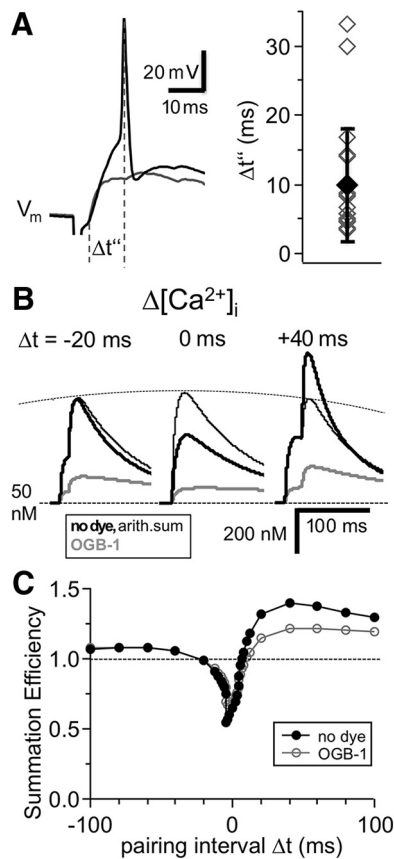 A
20 mV
10 ms
Vm
Δt“
Δt“ (ms)
30
20
10
0
B
Δ[Ca²⁺]i
Δt = -20 ms 0 ms +40 ms
50
nM
no dye, arith.sum
OGB-1
200 nM
100 ms
C
Summation Efficiency
1.5
1.0
0.5
0.0
no dye
OGB-1
-100 0 100
pairing interval Δt (ms)